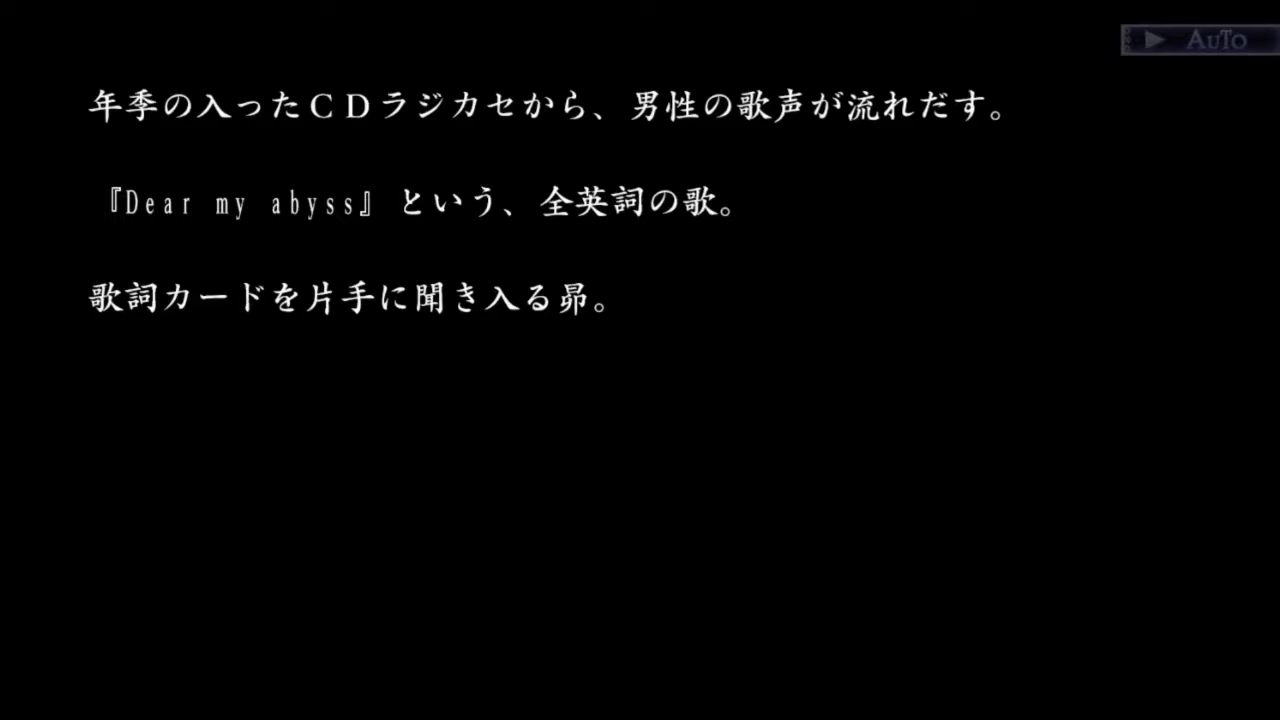 AuTo
年季の入ったＣＤラジカセから、男性の歌声が流れだす。
『Dear my abyss』という、全英詞の歌。
歌詞カードを片手に聞き入る昴。